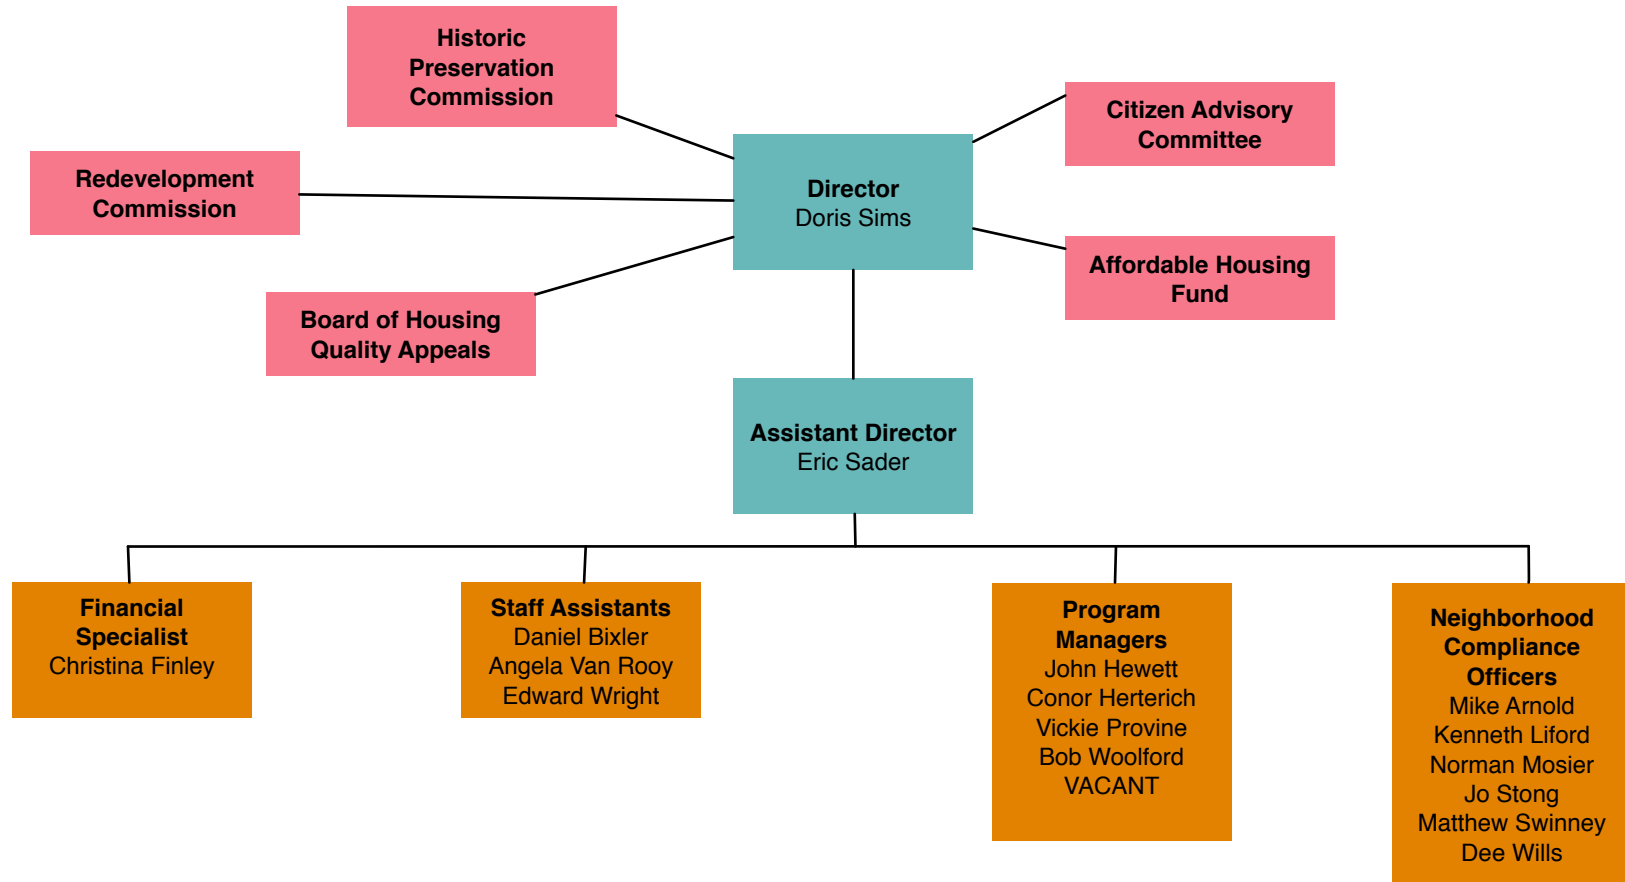 Historic
Preservation
Commission
Citizen Advisory
Committee
Redevelopment
Commission
Director
Doris Sims
Affordable Housing
Fund
Board of Housing
Quality Appeals
Assistant Director
Eric Sader
Financial
Specialist
Christina Finley
Staff Assistants
Daniel Bixler
Angela Van Rooy
Edward Wright
Program
Managers
John Hewett
Conor Herterich
Vickie Provine
Bob Woolford
VACANT
Neighborhood
Compliance
Officers
Mike Arnold
Kenneth Liford
Norman Mosier
Jo Stong
Matthew Swinney
Dee Wills